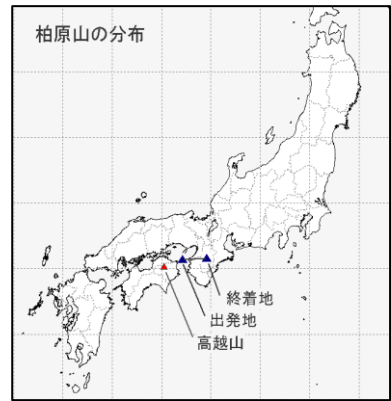 柏原山の分布
終着地
出発地
高越山